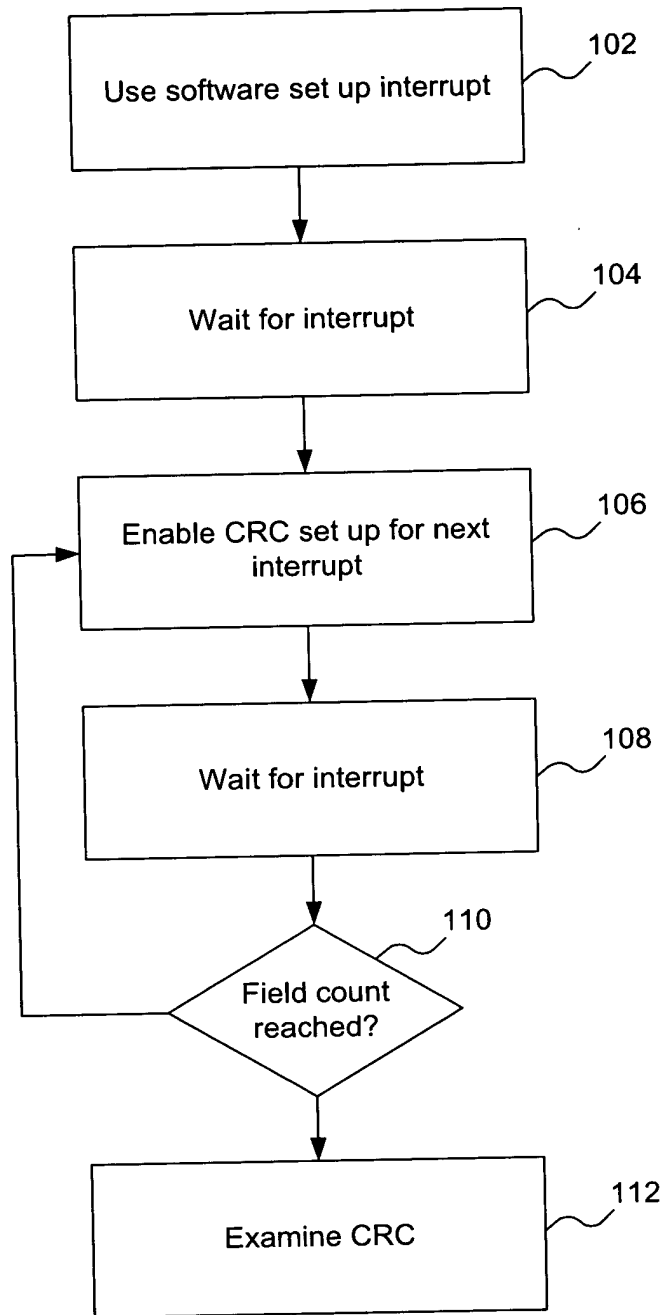 102
Use software set up interrupt
104
Wait for interrupt
106
Enable CRC set up for next
interrupt
108
Wait for interrupt
110
Field count
reached?
112
Examine CRC